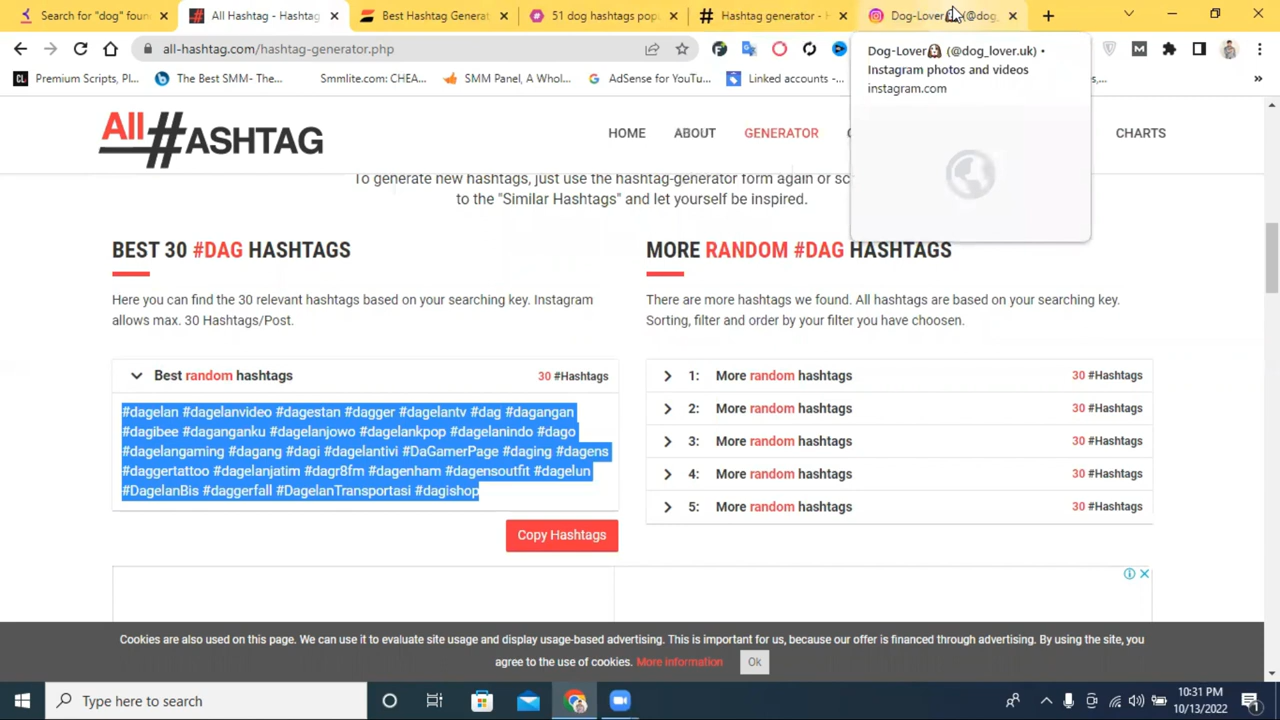 Search for "dog" found
All Hashtag - Hashtag
Best Hashtag Generat
51 dog hashtags pop
Hashtag generator -
Dog-Lover🐶 (@dog_
all-hashtag.com/hashtag-generator.php
Premium Scripts, Pl...
The Best SMM- The...
Smmlite.com: CHEA...
SMM Panel, A Whol...
AdSense for YouTu...
Linked accounts -...
Dog-Lover🐶 (@dog_lover.uk) •
Instagram photos and videos
instagram.com
All #ASHTAG
HOME
ABOUT
GENERATOR
CHARTS
To generate new hashtags, just use the hashtag-generator form again or sc
to the "Similar Hashtags" and let yourself be inspired.
BEST 30 #DAG HASHTAGS
Here you can find the 30 relevant hashtags based on your searching key. Instagram
allows max. 30 Hashtags/Post.
Best random hashtags 30 #Hashtags
#dagelan #dagelanvideo #dagestan #dagger #dagelantv #dag #dagangan
#dagibee #daganganku #dagelanjowo #dagelankpop #dagelanindo #dago
#dagelangaming #dagang #dagi #dagelantivi #DaGamerPage #daging #dagens
#daggertattoo #dagelanjatim #dagr8fm #dagenham #dagensoutfit #dagelun
#DagelanBis #daggerfall #DagelanTransportasi #dagishop
Copy Hashtags
MORE RANDOM #DAG HASHTAGS
There are more hashtags we found. All hashtags are based on your searching key.
Sorting, filter and order by your filter you have choosen.
1: More random hashtags 30 #Hashtags
2: More random hashtags 30 #Hashtags
3: More random hashtags 30 #Hashtags
4: More random hashtags 30 #Hashtags
5: More random hashtags 30 #Hashtags
Cookies are also used on this page. We can use it to evaluate site usage and display usage-based advertising. This is important for us, because our offer is financed through advertising. By using the site, you
agree to the use of cookies. More information Ok
Type here to search
10:31 PM
10/13/2022